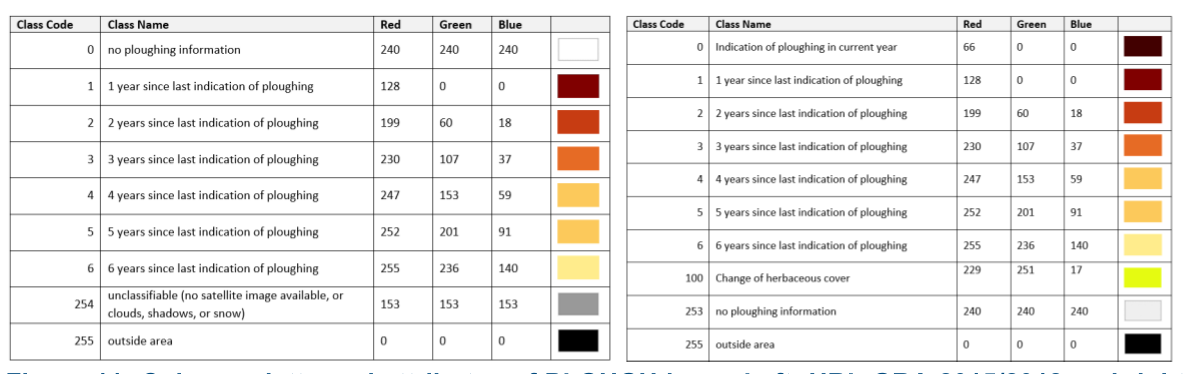 Class Code Class Name Red Green Blue
0 no ploughing information 240 240 240
1 1 year since last indication of ploughing 128 0 0
2 2 years since last indication of ploughing 199 60 18
3 3 years since last indication of ploughing 230 107 37
4 4 years since last indication of ploughing 247 153 59
5 5 years since last indication of ploughing 252 201 91
6 6 years since last indication of ploughing 255 236 140
254 unclassifiable (no satellite image available, or
clouds, shadows, or snow) 153 153 153
255 outside area 0 0 0
Class Code Class Name Red Green Blue
0 Indication of ploughing in current year 66 0 0
1 1 year since last indication of ploughing 128 0 0
2 2 years since last indication of ploughing 199 60 18
3 3 years since last indication of ploughing 230 107 37
4 4 years since last indication of ploughing 247 153 59
5 5 years since last indication of ploughing 252 201 91
6 6 years since last indication of ploughing 255 236 140
100 Change of herbaceous cover 229 251 17
253 no ploughing information 240 240 240
255 outside area 0 0 0